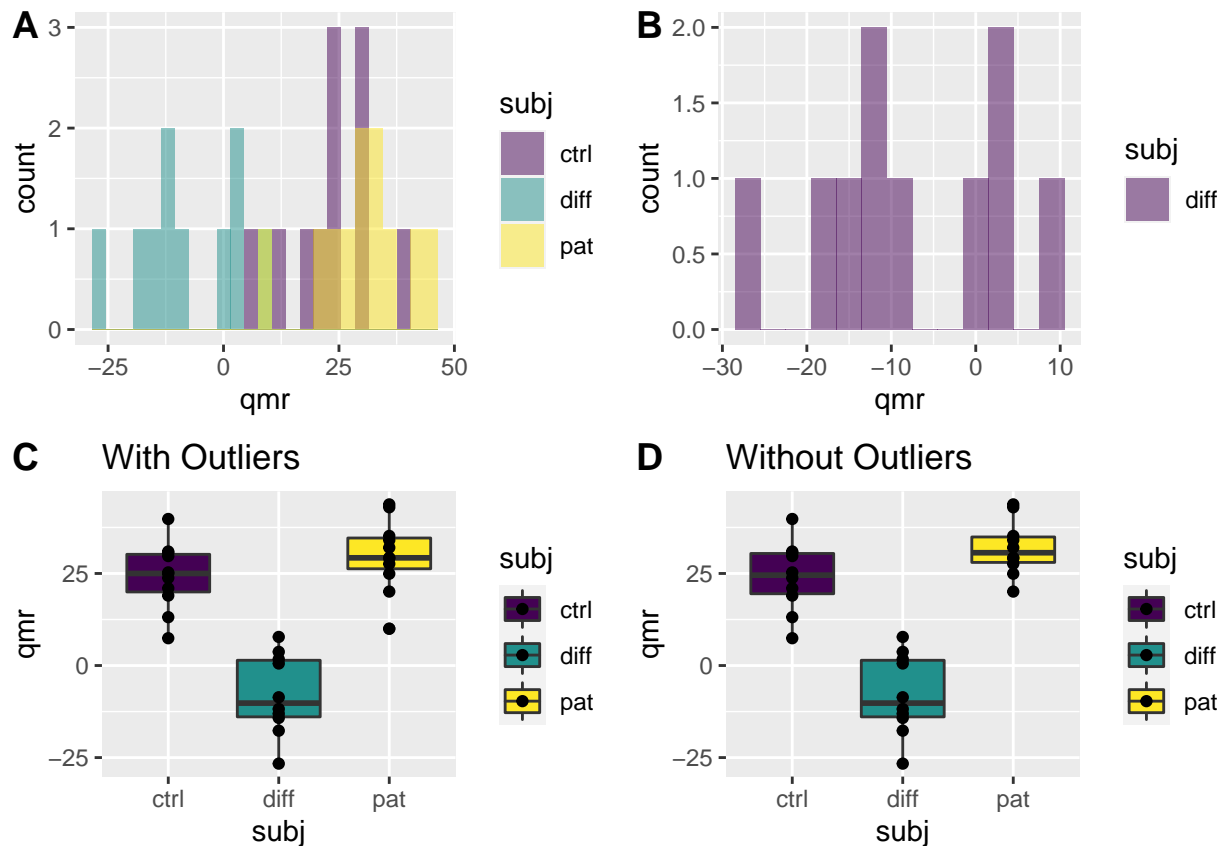 A
3
2
1
0
count
−25
0
25
50
qmr
subj
ctrl
diff
pat
B
2.0
1.5
1.0
0.5
0.0
count
−30
−20
−10
0
10
qmr
subj
diff
C
With Outliers
25
0
−25
qmr
ctrl
diff
pat
subj
subj
ctrl
diff
pat
D
Without Outliers
25
0
−25
qmr
ctrl
diff
pat
subj
subj
ctrl
diff
pat